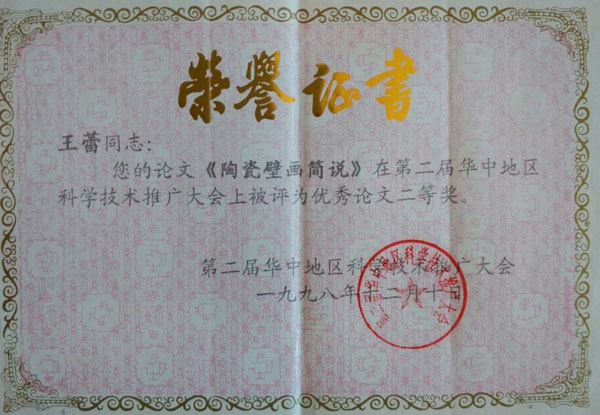 榮譽证書
王蕾同志:
您的论文《陶瓷壁画简说》在第二届华中地区
科学技术推广大会上被评为优秀论文二等奖。
第二届华中地区科学技术推广大会
一九九八年十二月十日